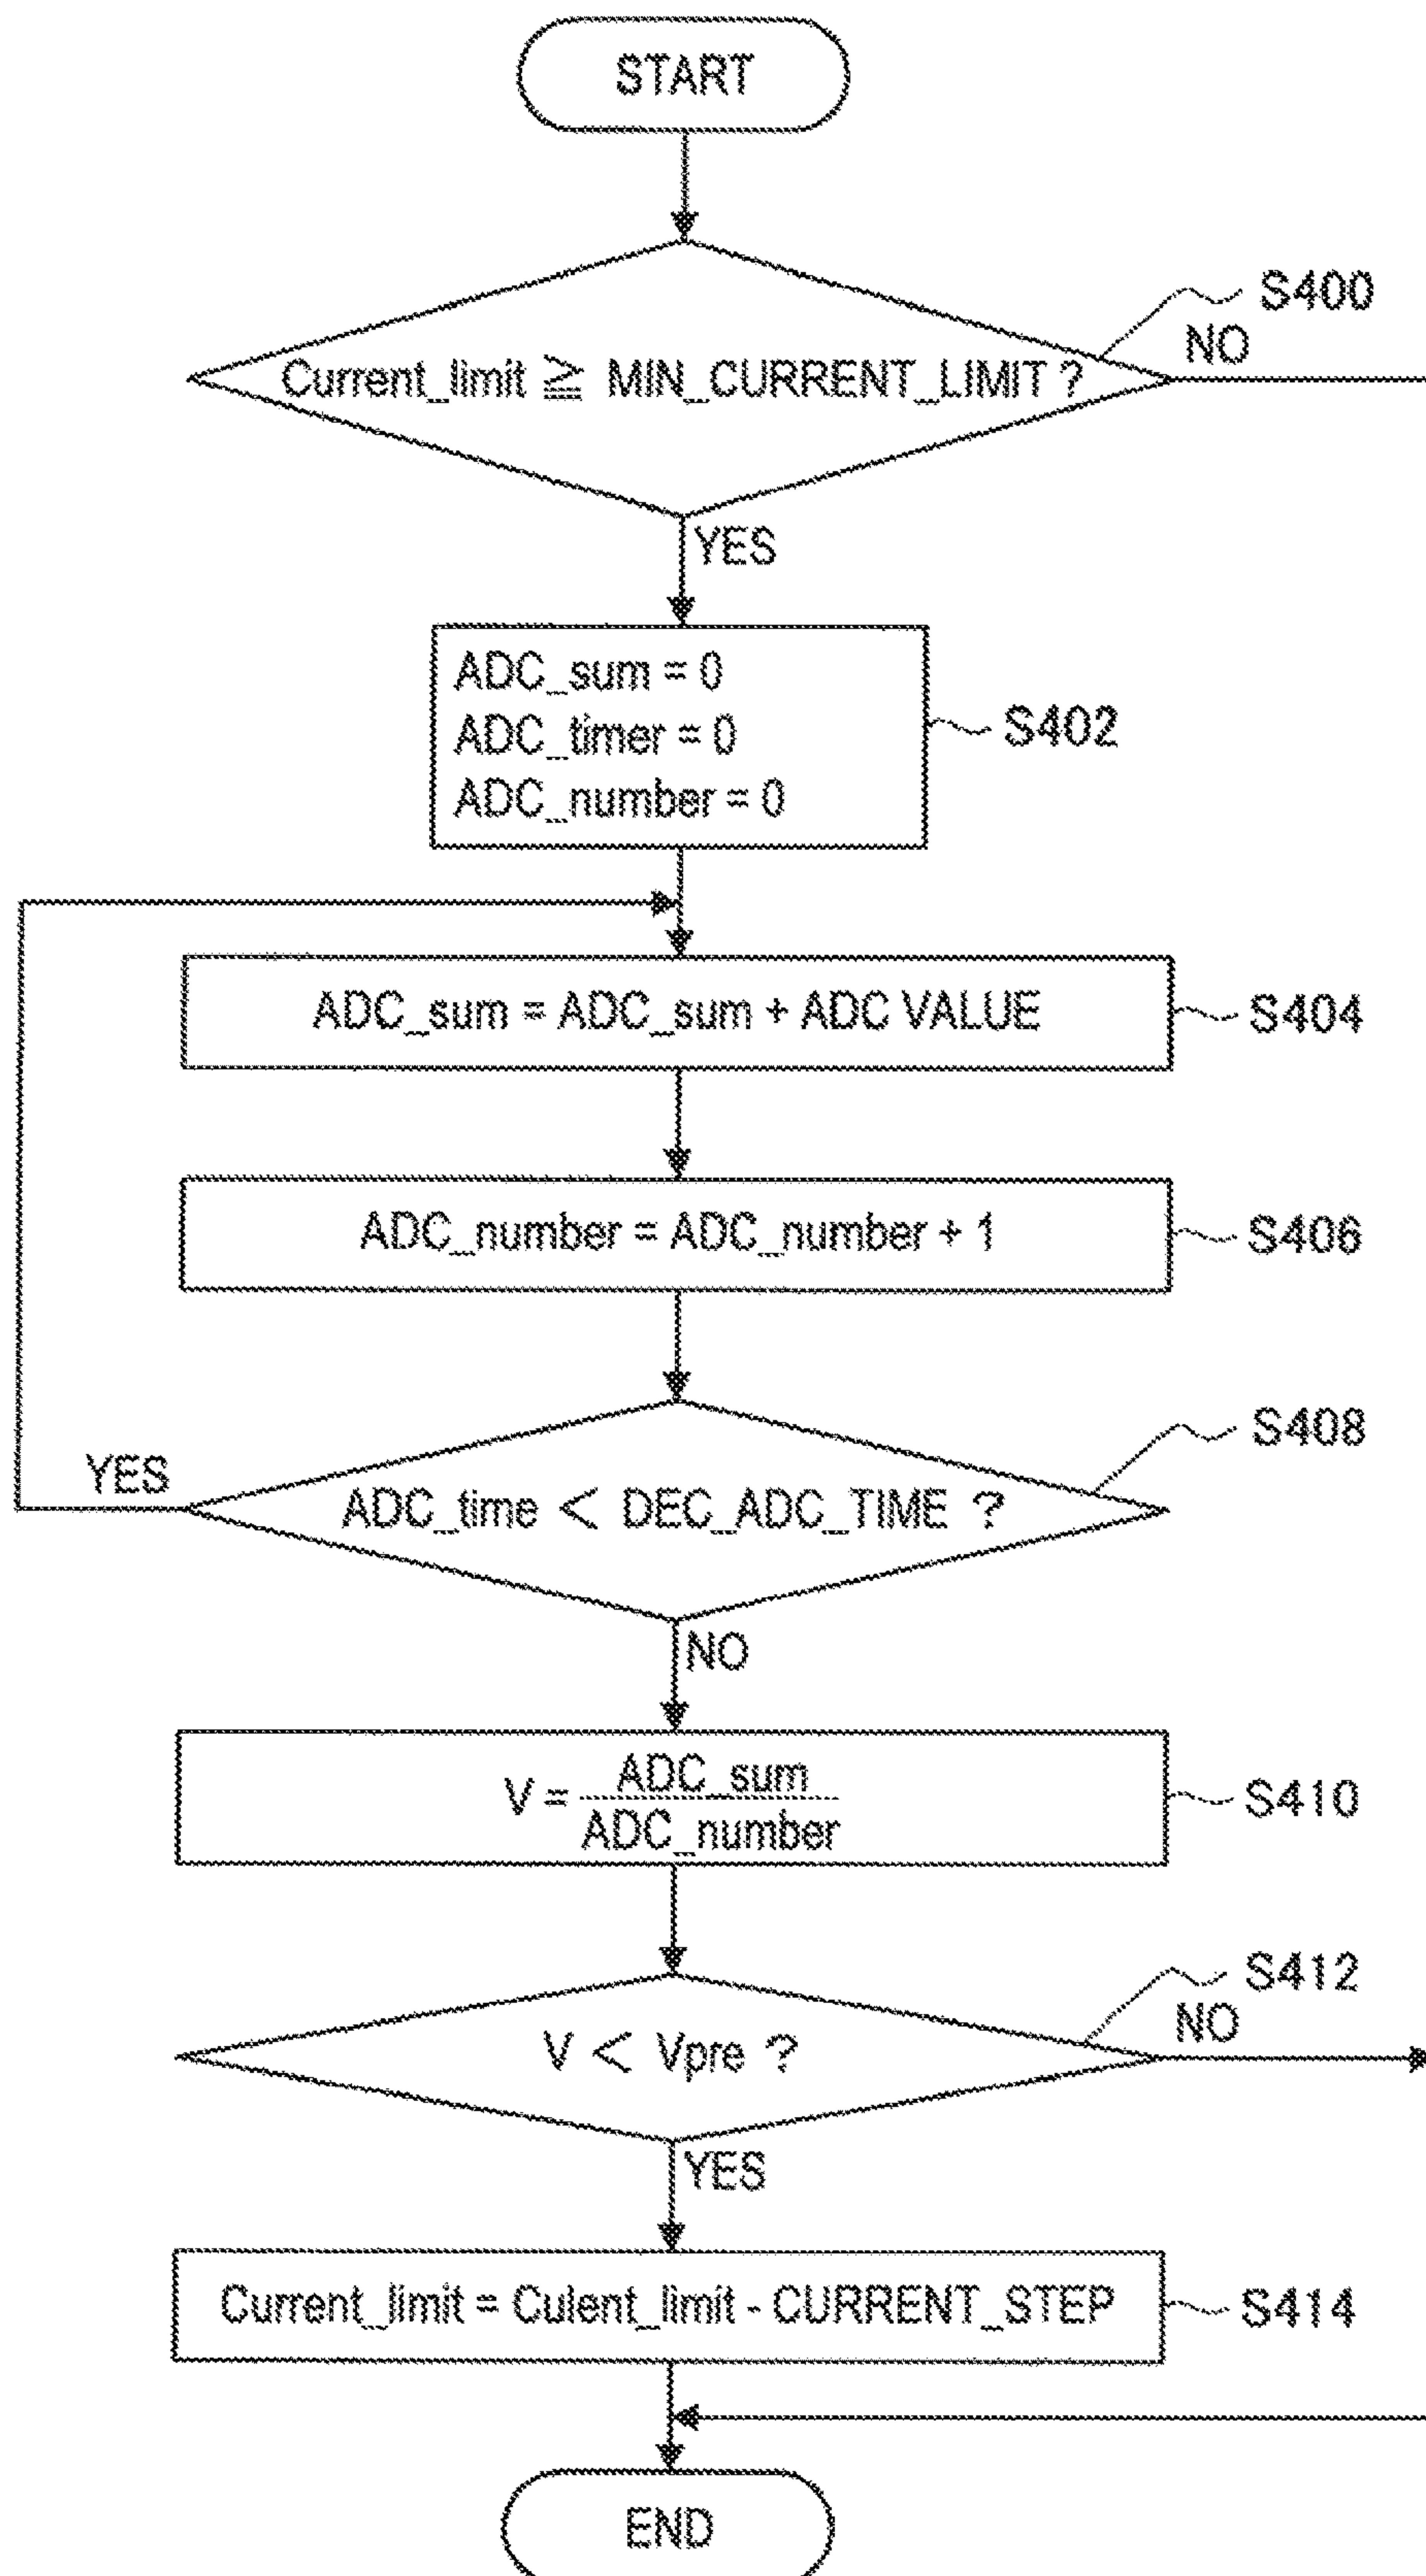 START
S400
NO
Current_limit ≧ MIN_CURRENT_LIMIT ?
YES
ADC_sum = 0
ADC_timer = 0
ADC_number = 0
S402
ADC_sum = ADC_sum + ADC VALUE
S404
ADC_number = ADC_number + 1
S406
S408
YES
ADC_time < DEC_ADC_TIME ?
NO
V = ADC_sum
ADC_number
S410
S412
NO
V < Vpre ?
YES
Current_limit = Culent_limit - CURRENT_STEP
S414
END